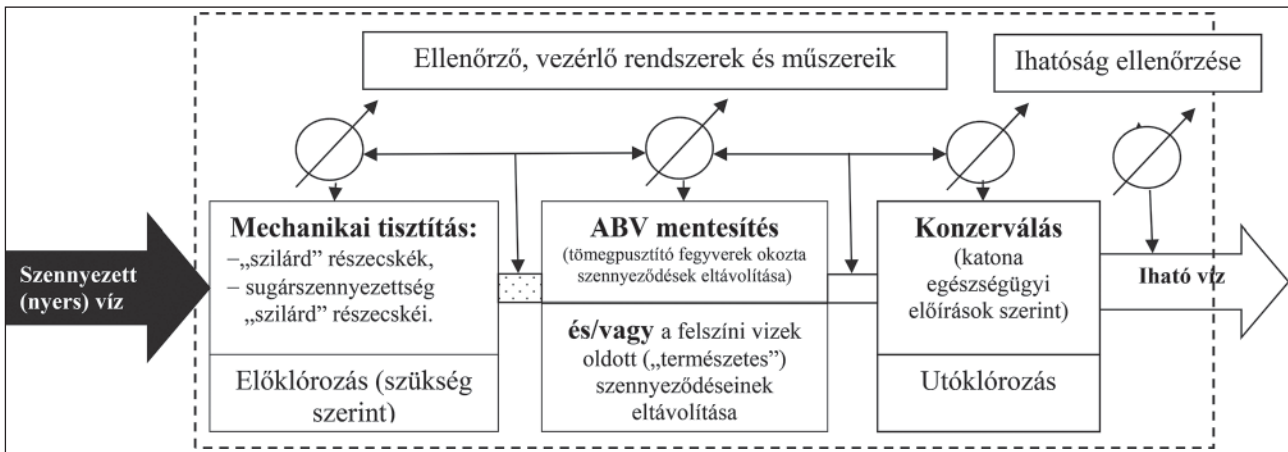 Ellenőrző, vezérlő rendszerek és műszereik
Ihatóság ellenőrzése
Szennyezett
(nyers) víz
Mechanikai tisztítás:
–„szilárd” részecskék,
– sugárszennyezettség
„szilárd” részecskéi.
Előklórozás (szükség
szerint)
ABV mentesítés
(tömegpusztító fegyverek okozta
szennyeződések eltávolítása)
és/vagy a felszíni vizek
oldott („természetes”)
szennyeződéseinek
eltávolítása
Konzerválás
(katona
egészségügyi
előírások szerint)
Utóklórozás
Iható víz